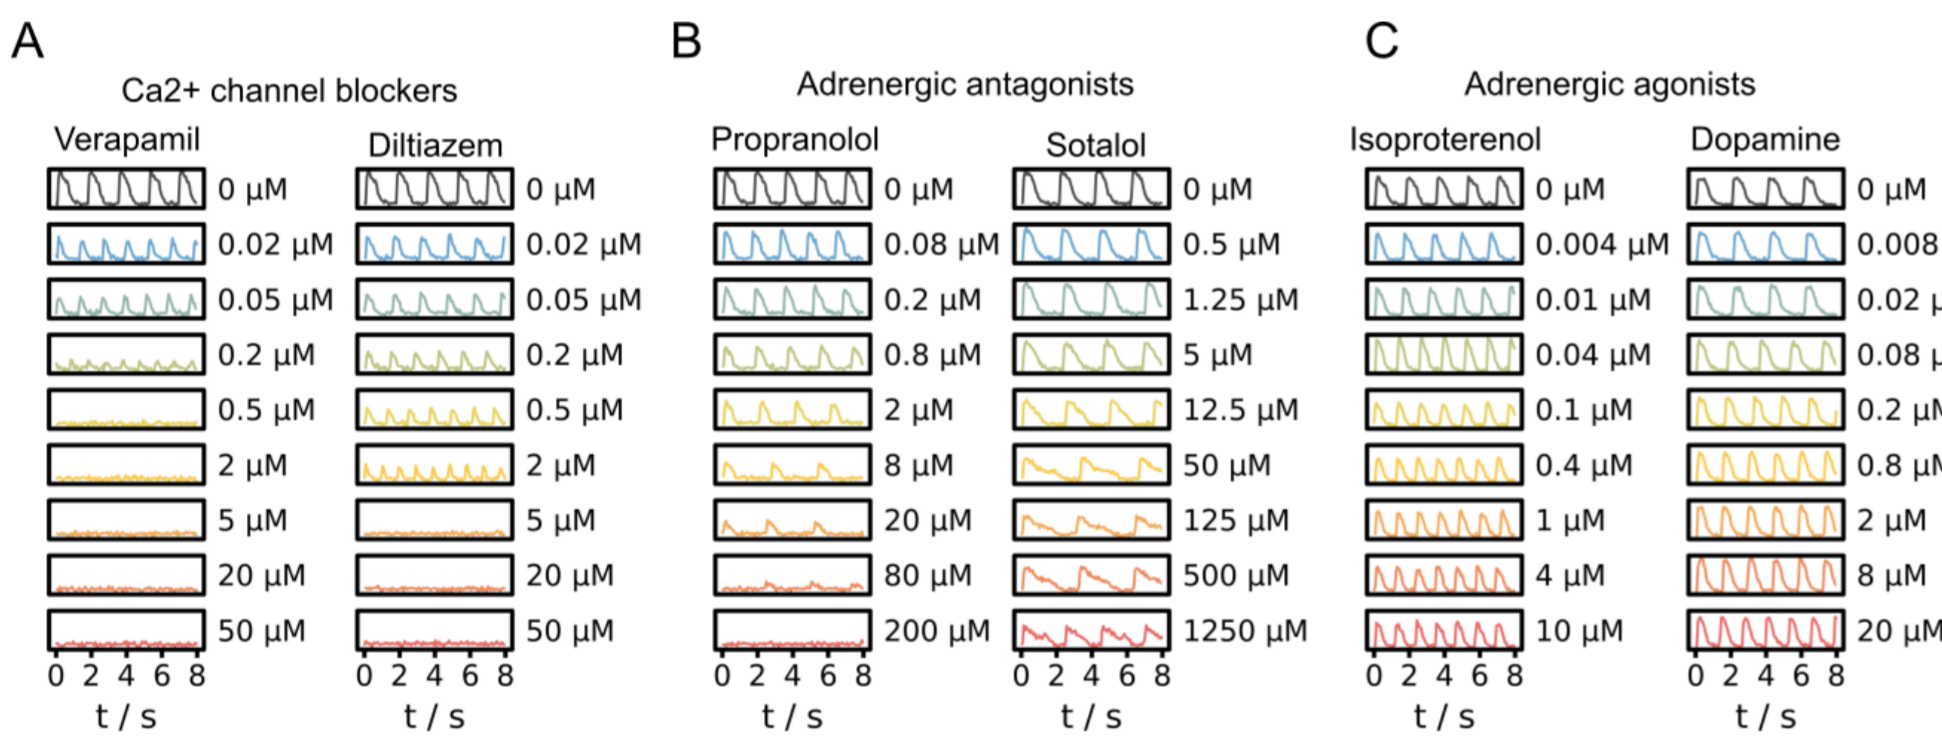 A
B
C
Ca2+ channel blockers
Adrenergic antagonists
Adrenergic agonists
Verapamil
Diltiazem
Propranolol
Sotalol
Isoproterenol
Dopamine
0 µM
0 µM
0 µM
0 µM
0 µM
0 µM
0.02 µM
0.02 µM
0.08 µM
0.5 µM
0.004 µM
0.008
0.05 µM
0.05 µM
0.2 µM
1.25 µM
0.01 µM
0.02 µ
0.2 µM
0.2 µM
0.8 µM
5 µM
0.04 µM
0.08 µ
0.5 µM
0.5 µM
2 µM
12.5 µM
0.1 µM
0.2 µM
2 µM
2 µM
8 µM
50 µM
0.4 µM
0.8 µM
5 µM
5 µM
20 µM
125 µM
1 µM
2 µM
20 µM
20 µM
80 µM
500 µM
4 µM
8 µM
50 µM
50 µM
200 µM
1250 µM
10 µM
20 µM
0 2 4 6 8
0 2 4 6 8
0 2 4 6 8
0 2 4 6 8
0 2 4 6 8
0 2 4 6 8
t / s
t / s
t / s
t / s
t / s
t / s